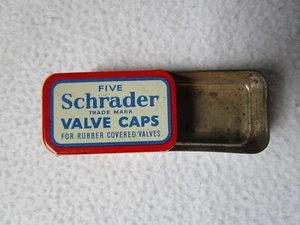 FIVE
Schrader
TRADE MARK
VALVE CAPS
FOR RUBBER COVERED VALVES